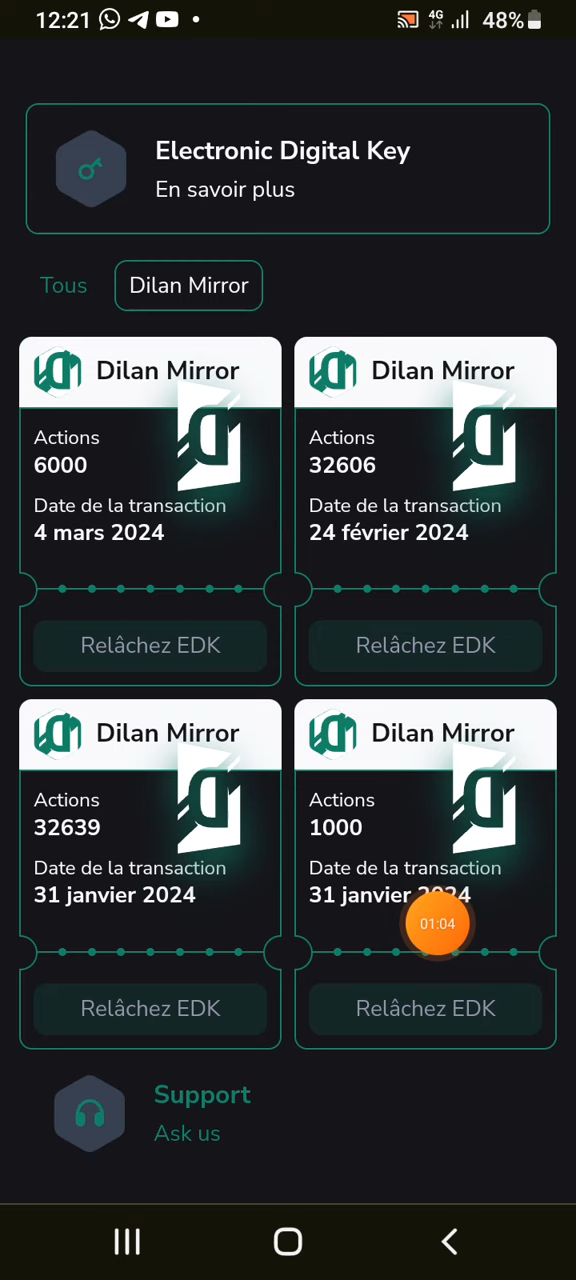 12:21
4G
48%
Electronic Digital Key
En savoir plus
Tous
Dilan Mirror
Dilan Mirror
Actions
6000
Date de la transaction
4 mars 2024
Relâchez EDK
Dilan Mirror
Actions
32606
Date de la transaction
24 février 2024
Relâchez EDK
Dilan Mirror
Actions
32639
Date de la transaction
31 janvier 2024
Relâchez EDK
Dilan Mirror
Actions
1000
Date de la transaction
31 janvier 2024
01:04
Relâchez EDK
Support
Ask us